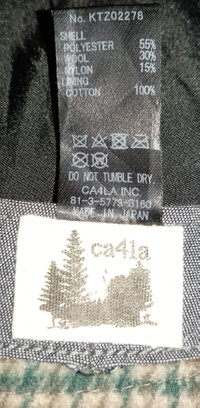 No. KTZ02276
SHELL
POLYESTER 55%
WOOL 30%
NYLON 15%
LINING
COTTON 100%
DO NOT TUMBLE DRY.
CA4LA INC.
81-3-5773-3160
MADE IN JAPAN
ca4la